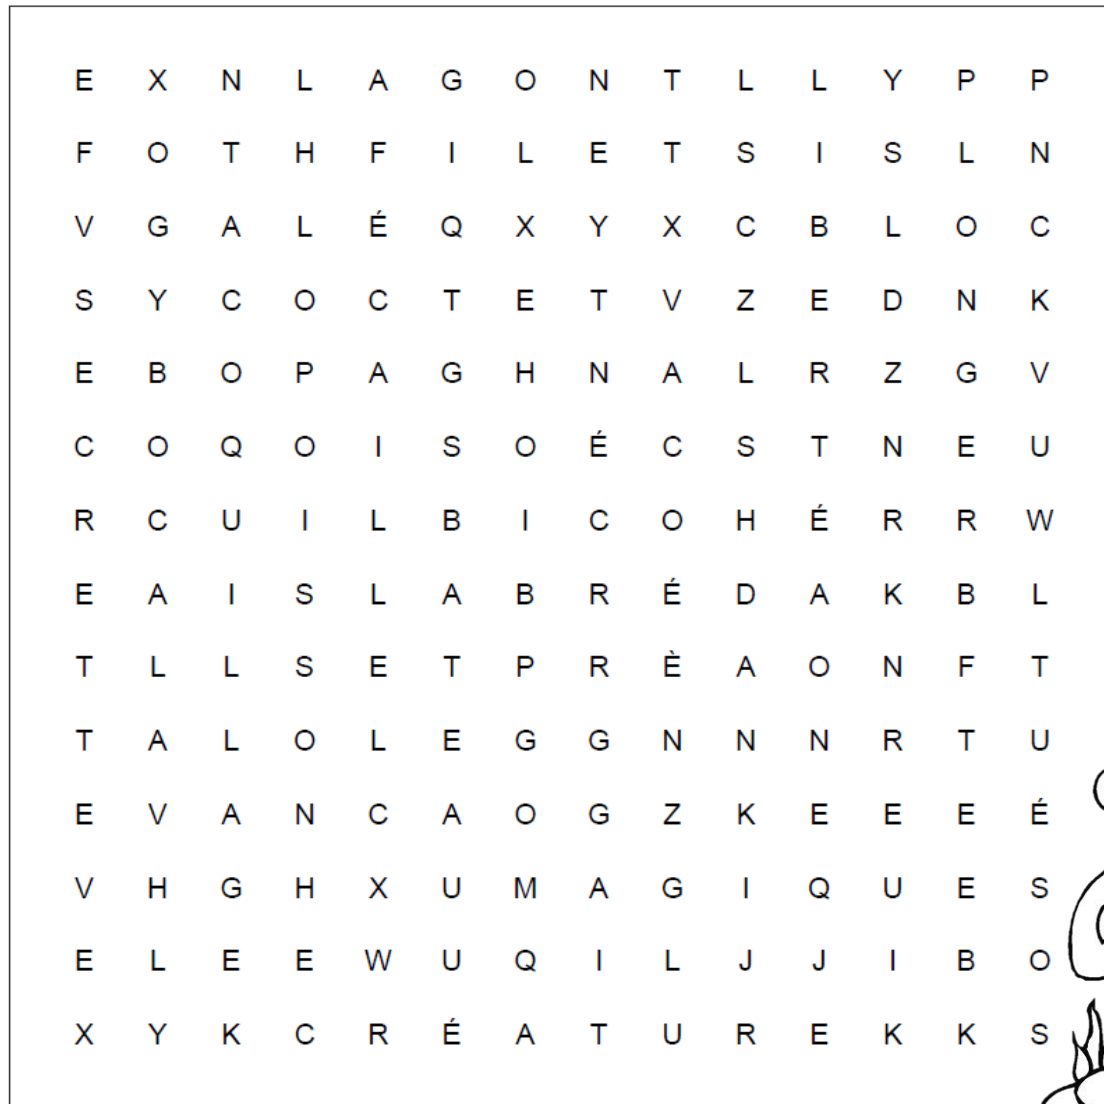 E X N L A G O N T L L Y P P
F O T H F I L E T S I S L N
V G A L É Q X Y X C B L O C
S Y C O C T E T V Z E D N K
E B O P A G H N A L R Z G V
C O Q O I S O É C S T N E U
R C U I L B I C O H É R R W
E A I S L A B R É D A K B L
T L L S E T P R È A O N F T
T A L O L E G G N N N R T U
E V A N C A O G Z K E E E É
V H G H X U M A G I Q U E S
E L E E W U Q I L J J I B O
X Y K C R É A T U R E K K S